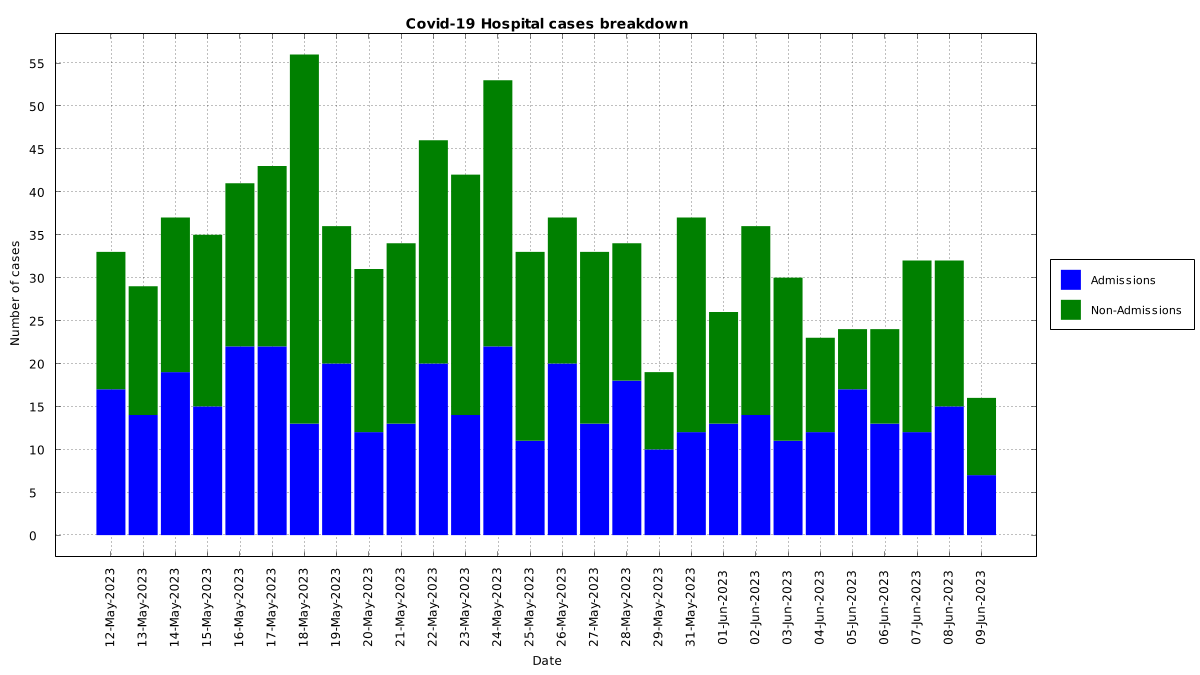 Covid-19 Hospital cases breakdown
55
50
45
40
35
30
25
20
15
10
5
0
Number of cases
12-May-2023
13-May-2023
14-May-2023
15-May-2023
16-May-2023
17-May-2023
18-May-2023
19-May-2023
20-May-2023
21-May-2023
22-May-2023
23-May-2023
24-May-2023
25-May-2023
26-May-2023
27-May-2023
28-May-2023
29-May-2023
31-May-2023
01-Jun-2023
02-Jun-2023
03-Jun-2023
04-Jun-2023
05-Jun-2023
06-Jun-2023
07-Jun-2023
08-Jun-2023
09-Jun-2023
Date
Admissions
Non-Admissions